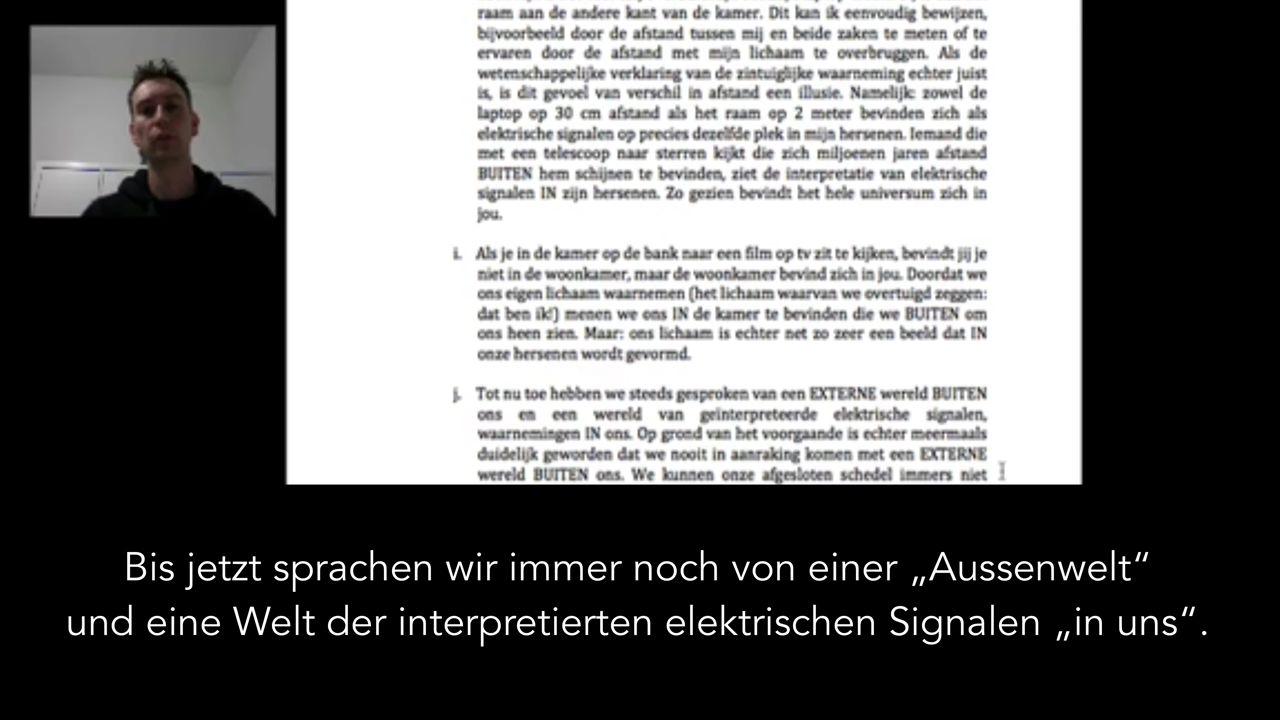 raam aan de andere kant van de kamer. Dit kan ik eenvoudig bewijzen,
bijvoorbeeld door de afstand tussen mij en beide zaken te meten of te
ervaren door de afstand met mijn lichaam te overbruggen. Als de
wetenschappelijke verklaring van de zintuiglijke waarneming echter juist
is, is dit gevoel van verschil in afstand een illusie. Namelijk: zowel de
laptop op 30 cm afstand als het raam op 2 meter bevinden zich als
elektrische signalen op precies dezelfde plek in mijn hersenen. Iemand die
met een telescoop naar sterren kijkt die zich miljoenen jaren afstand
BUITEN hem schijnen te bevinden, ziet de interpretatie van elektrische
signalen IN zijn hersenen. Zo gezien bevindt het hele universum zich in
jou.
i. Als je in de kamer op de bank naar een film op tv zit te kijken, bevindt jij je
niet in de woonkamer, maar de woonkamer bevind zich in jou. Doordat we
ons eigen lichaam waarnemen (het lichaam waarvan we overtuigd zeggen:
dat ben ik!) menen we ons IN de kamer te bevinden die we BUITEN om
ons heen zien. Maar: ons lichaam is echter net zo zeer een beeld dat IN
onze hersenen wordt gevormd.
j. Tot nu toe hebben we steeds gesproken van een EXTERNE wereld BUITEN
ons en een wereld van geïnterpreteerde elektrische signalen,
waarnemingen IN ons. Op grond van het voorgaande is echter meermaals
duidelijk geworden dat we nooit in aanraking komen met een EXTERNE
wereld BUITEN ons. We kunnen onze afgesloten schedel immers niet
Bis jetzt sprachen wir immer noch von einer „Aussenwelt“
und eine Welt der interpretierten elektrischen Signalen „in uns“.